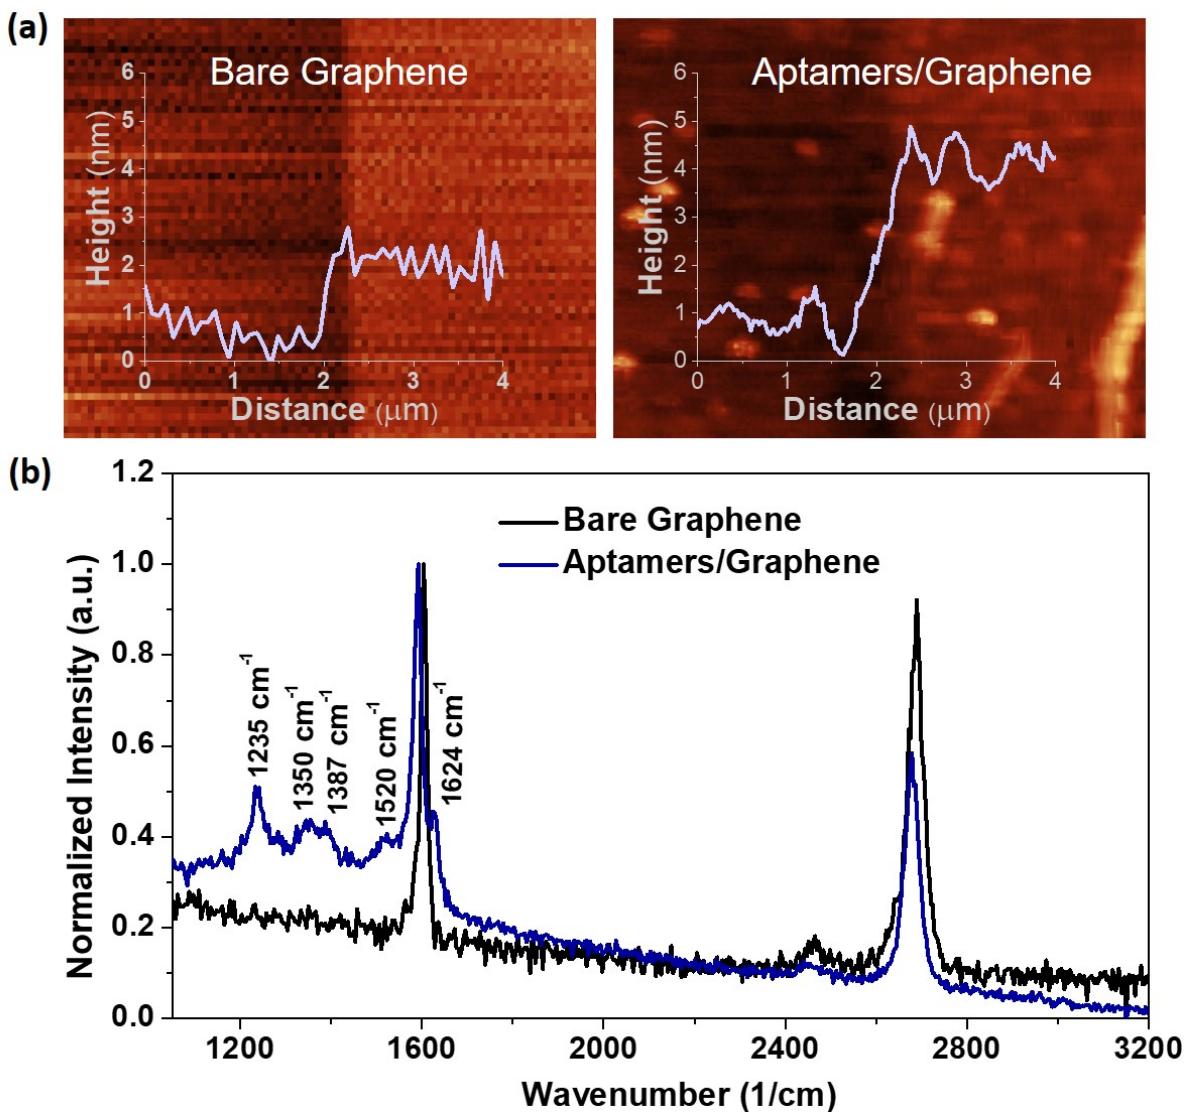 (a)
Bare Graphene
6
5
4
3
2
1
0
Height (nm)
0 1 2 3 4
Distance (μm)
Aptamers/Graphene
6
5
4
3
2
1
0
Height (nm)
0 1 2 3 4
Distance (μm)
(b)
1.2
1.0
0.8
0.6
0.4
0.2
0.0
Normalized Intensity (a.u.)
Bare Graphene
Aptamers/Graphene
1235 cm⁻¹
1350 cm⁻¹
1387 cm⁻¹
1520 cm⁻¹
1624 cm⁻¹
1200 1600 2000 2400 2800 3200
Wavenumber (1/cm)